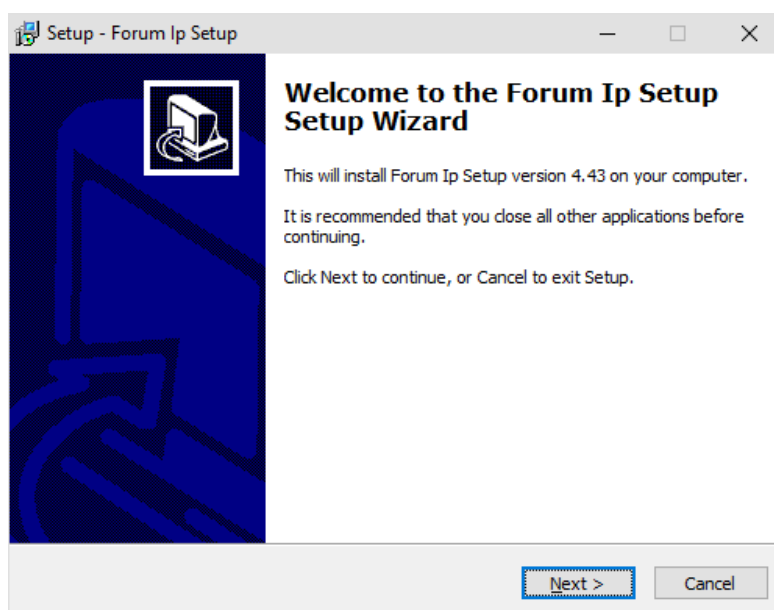 Setup - Forum Ip Setup
Welcome to the Forum Ip Setup
Setup Wizard
This will install Forum Ip Setup version 4.43 on your computer.
It is recommended that you close all other applications before
continuing.
Click Next to continue, or Cancel to exit Setup.
Next >
Cancel